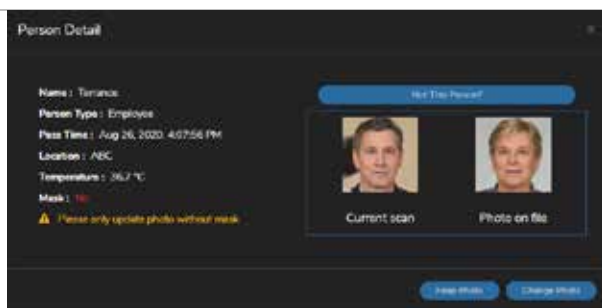 Person Detail
Name : Terrance
Person Type : Employee
Pass Time : Aug 26, 2020, 4:07:56 PM
Location : ABC
Temperature : 36.7 °C
Mask : No
Please only update photo without mask
Not This Person?
Current scan
Photo on file
Keep Photo
Change Photo